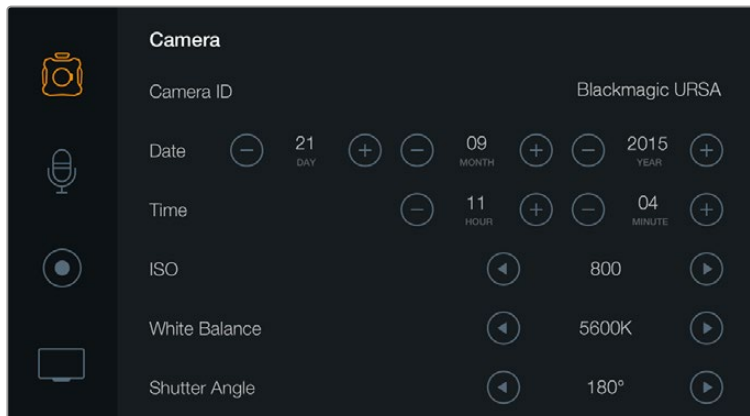 Camera
Camera ID Blackmagic URSA
Date 21 DAY 09 MONTH 2015 YEAR
Time 11 HOUR 04 MINUTE
ISO 800
White Balance 5600K
Shutter Angle 180°